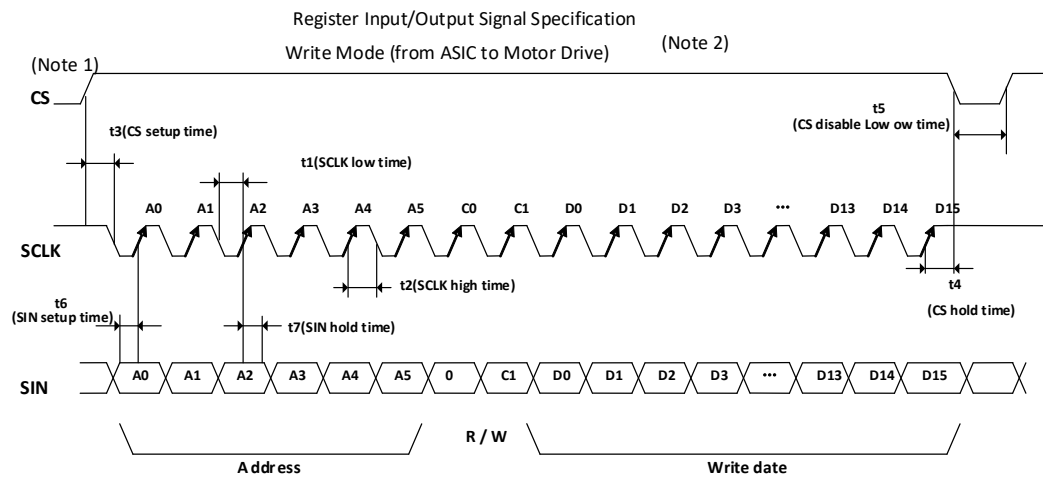 Register Input/Output Signal Specification
Write Mode (from ASIC to Motor Drive)
(Note 2)
(Note 1)
CS
t5
(CS disable Low ow time)
t3(CS setup time)
t1(SCLK low time)
A0 A1 A2 A3 A4 A5 C0 C1 D0 D1 D2 D3 ... D13 D14 D15
SCLK
t2(SCLK high time)
t4
(CS hold time)
t6
(SIN setup time)
t7(SIN hold time)
SIN
A0 A1 A2 A3 A4 A5 0 C1 D0 D1 D2 D3 ... D13 D14 D15
R / W
Address
Write date